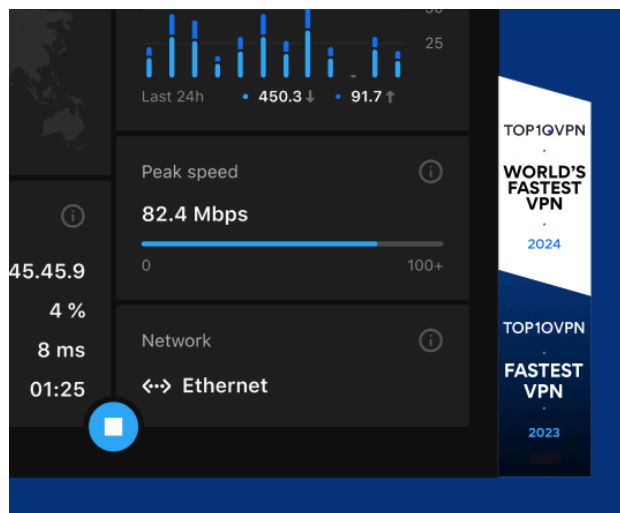 25
Last 24h • 450.3↓ • 91.7↑
Peak speed
82.4 Mbps
0 100+
45.45.9
4 %
8 ms
01:25
Network
Ethernet
TOP10VPN
WORLD'S
FASTEST
VPN
2024
TOP10VPN
FASTEST
VPN
2023